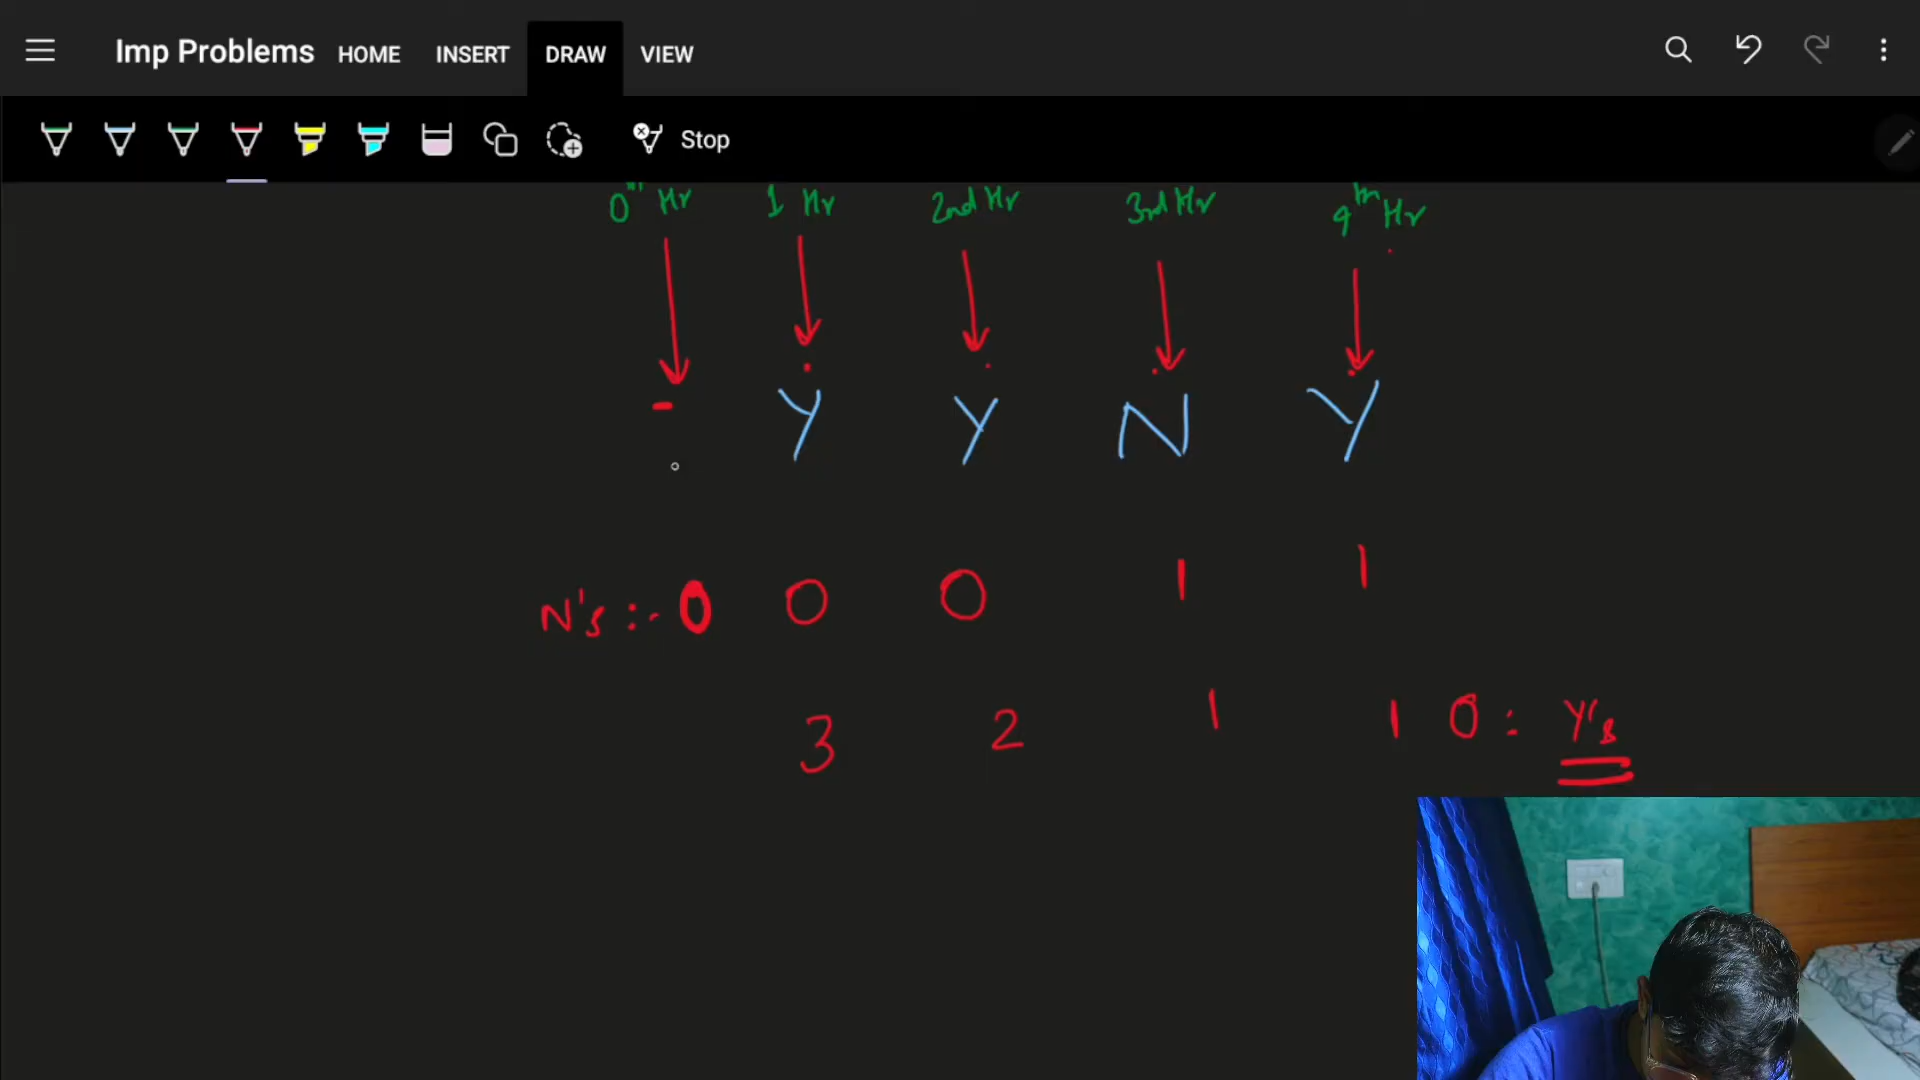 Imp Problems HOME INSERT DRAW VIEW
Stop
0th Hr 1 Hr 2nd Hr 3rd Hr 4th Hr
- Y Y N Y
N's :- 0 0 0 1 1
3 2 1 1 0 : Y's